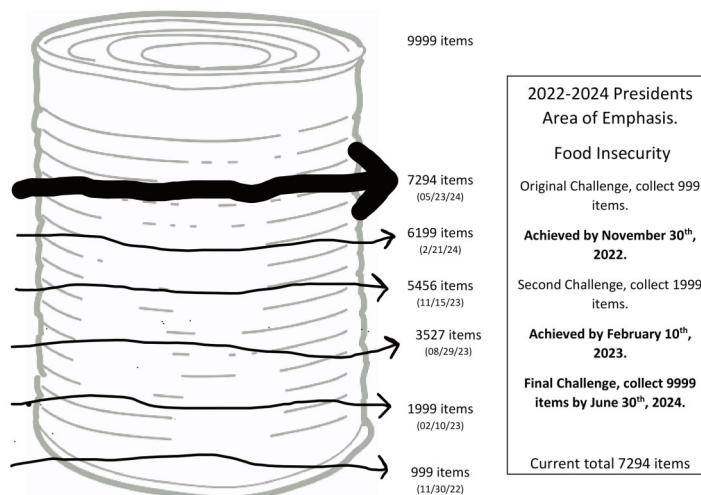 9999 items
7294 items
(05/23/24)
6199 items
(2/21/24)
5456 items
(11/15/23)
3527 items
(08/29/23)
1999 items
(02/10/23)
999 items
(11/30/22)
2022-2024 Presidents
Area of Emphasis.
Food Insecurity
Original Challenge, collect 999
items.
Achieved by November 30th,
2022.
Second Challenge, collect 1999
items.
Achieved by February 10th,
2023.
Final Challenge, collect 9999
items by June 30th, 2024.
Current total 7294 items